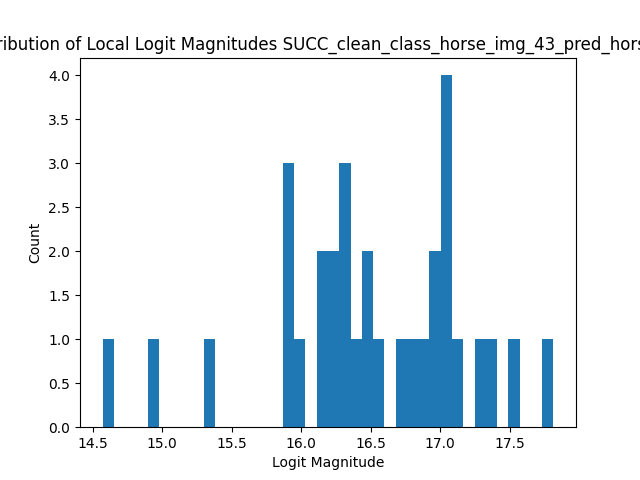 ribution of Local Logit Magnitudes SUCC_clean_class_horse_img_43_pred_hors
4.0
3.5
3.0
2.5
2.0
1.5
1.0
0.5
0.0
Count
14.5 15.0 15.5 16.0 16.5 17.0 17.5
Logit Magnitude